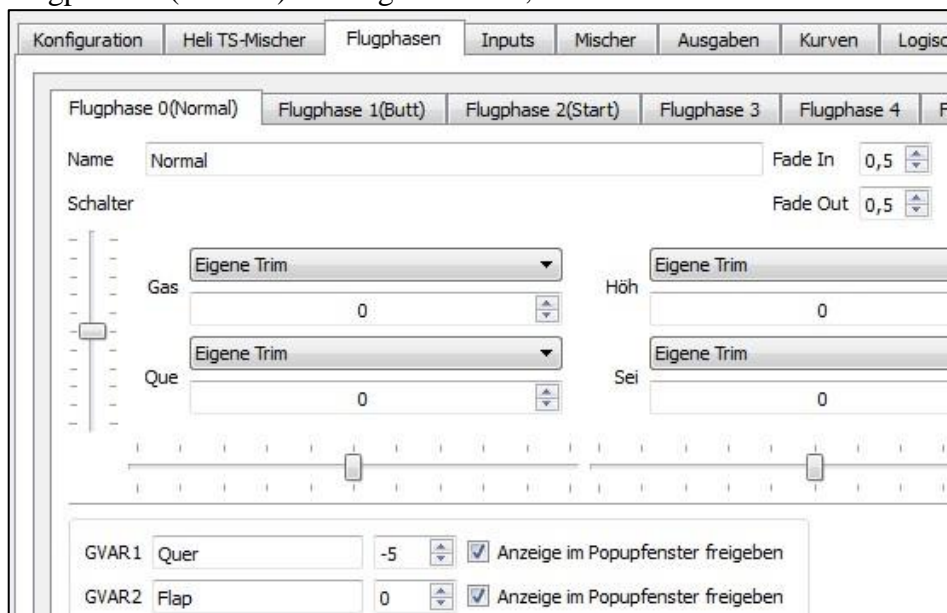 Konfiguration Heli TS-Mischer Flugphasen Inputs Mischer Ausgaben Kurven
Flugphase 0(Normal) Flugphase 1(Butt) Flugphase 2(Start) Flugphase 3 Flugphase 4
Name Normal Fade In 0,5
Schalter Fade Out 0,5
Eigene Trim Eigene Trim
Gas Höh
0 0
Eigene Trim Eigene Trim
Que Sei
0 0
GVAR1 Quer -5 Anzeige im Popupfenster freigeben
GVAR2 Flap 0 Anzeige im Popupfenster freigeben